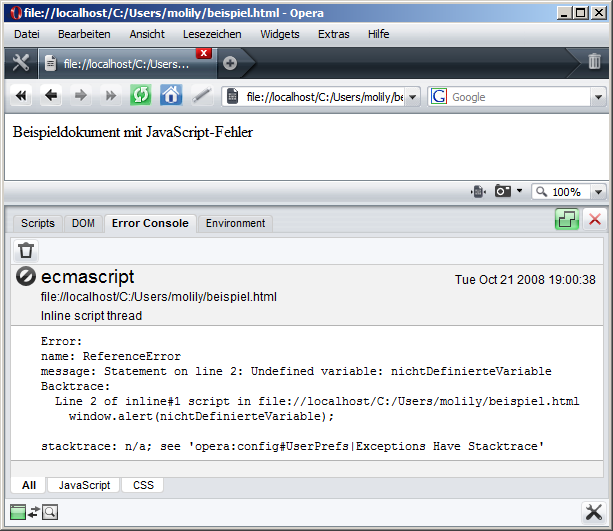 file://localhost/C:/Users/molily/beispiel.html - Opera
Datei Bearbeiten Ansicht Lesezeichen Widgets Extras Hilfe
file://localhost/C:/Users...
file://localhost/C:/Users/molily/be Google
Beispieldokument mit JavaScript-Fehler
100%
Scripts DOM Error Console Environment
ecmascript Tue Oct 21 2008 19:00:38
file://localhost/C:/Users/molily/beispiel.html
Inline script thread
Error:
name: ReferenceError
message: Statement on line 2: Undefined variable: nichtDefinierteVariable
Backtrace:
Line 2 of inline#1 script in file://localhost/C:/Users/molily/beispiel.html
window.alert(nichtDefinierteVariable);
stacktrace: n/a; see 'opera:config#UserPrefs|Exceptions Have Stacktrace'
All JavaScript CSS